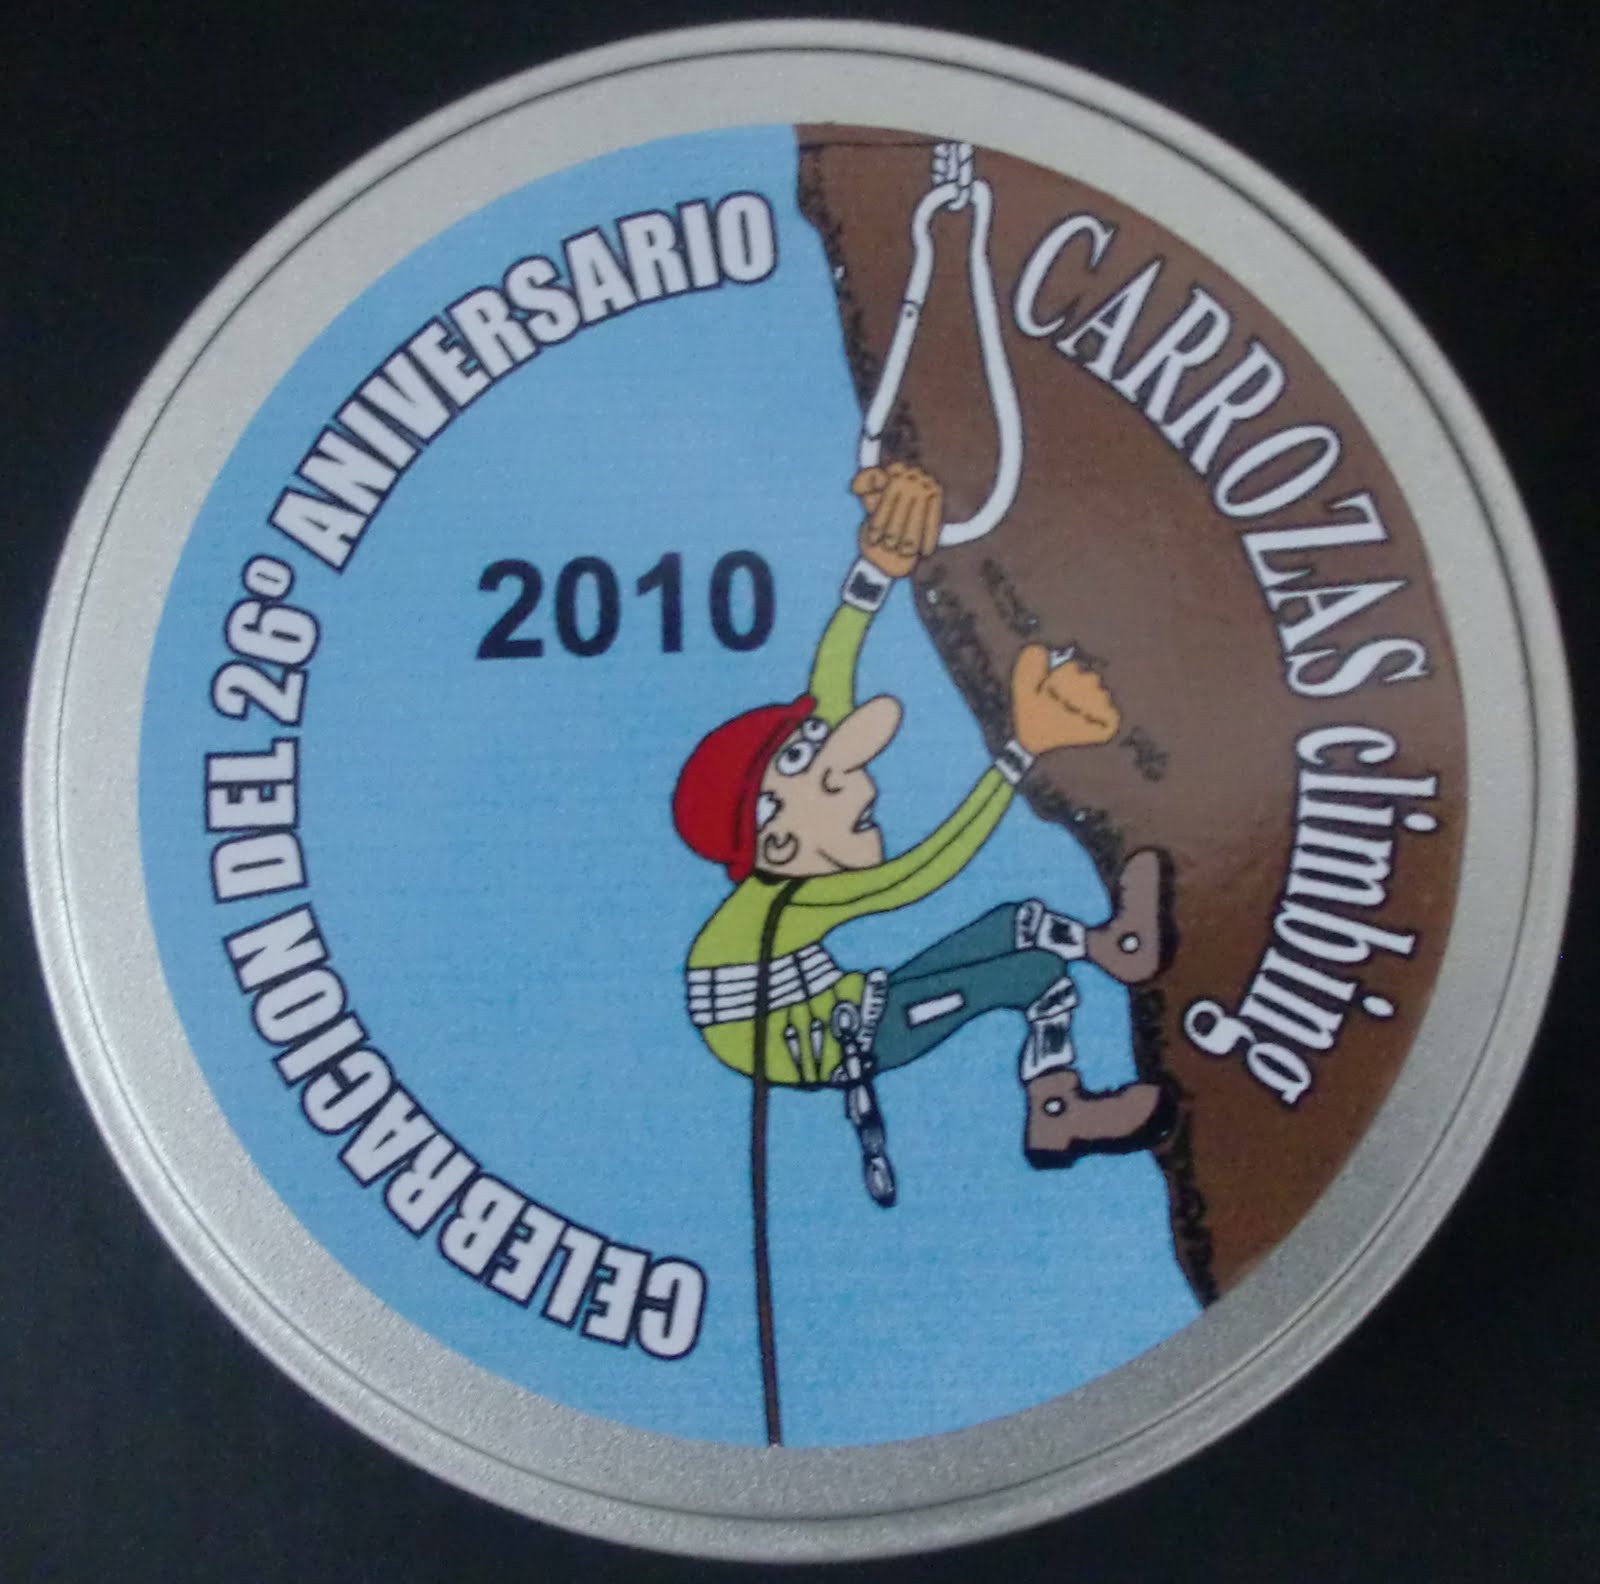 CELEBRACION DEL 26º ANIVERSARIO
CARROZAS climbing
2010